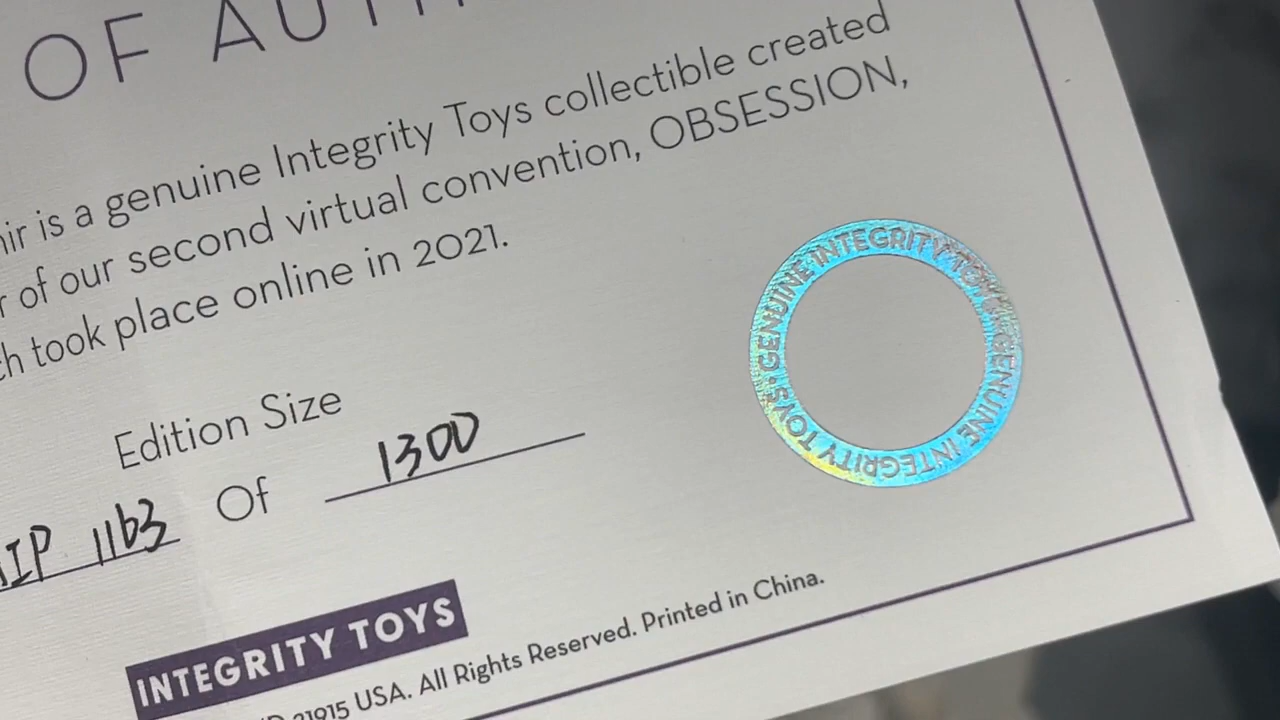 OF AUT
ir is a genuine Integrity Toys collectible created
of our second virtual convention, OBSESSION,
h took place online in 2021.
Edition Size
IP 1163 Of 1300
GENUINE INTEGRITY TOYS • GENUINE INTEGRITY TOYS •
INTEGRITY TOYS
21915 USA. All Rights Reserved. Printed in China.